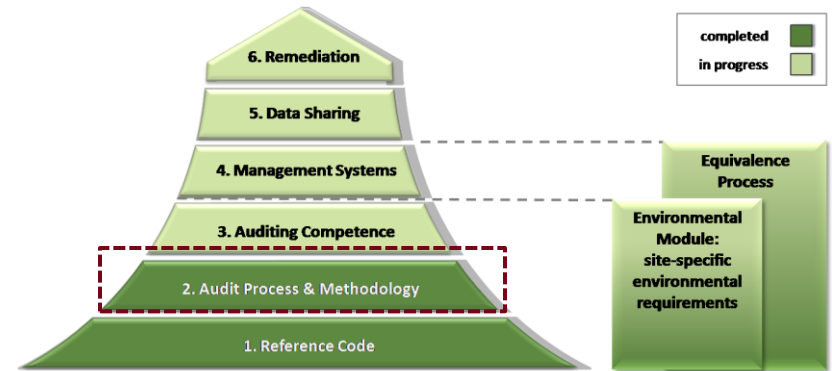 6. Remediation
5. Data Sharing
4. Management Systems
3. Auditing Competence
2. Audit Process & Methodology
1. Reference Code
completed
in progress
Equivalence
Process
Environmental
Module:
site-specific
environmental
requirements